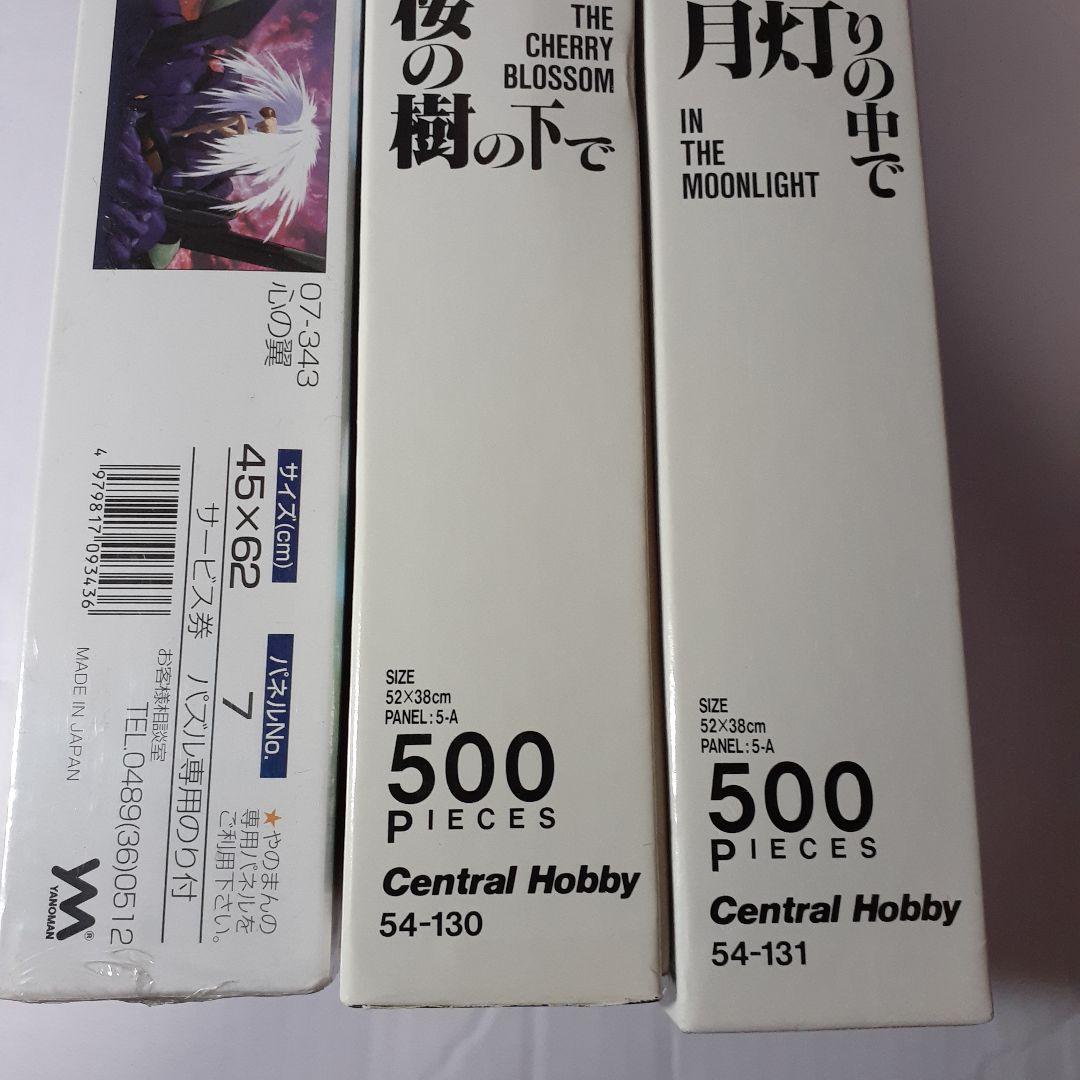 07-343
心の翼
サイズ(cm)
45×62
パネルNo.
7
サービス券 パズル専用のり付
★やのまんの
専用パネルを
ご利用下さい。
4 979817 093436
お客様相談室
TEL.0489(36)0512
MADE IN JAPAN
YANOMAN®
桜の
樹の下で
THE
CHERRY
BLOSSOM
SIZE
52×38cm
PANEL:5-A
500
PIECES
Central Hobby
54-130
月灯りの中で
IN
THE
MOONLIGHT
SIZE
52×38cm
PANEL:5-A
500
PIECES
Central Hobby
54-131